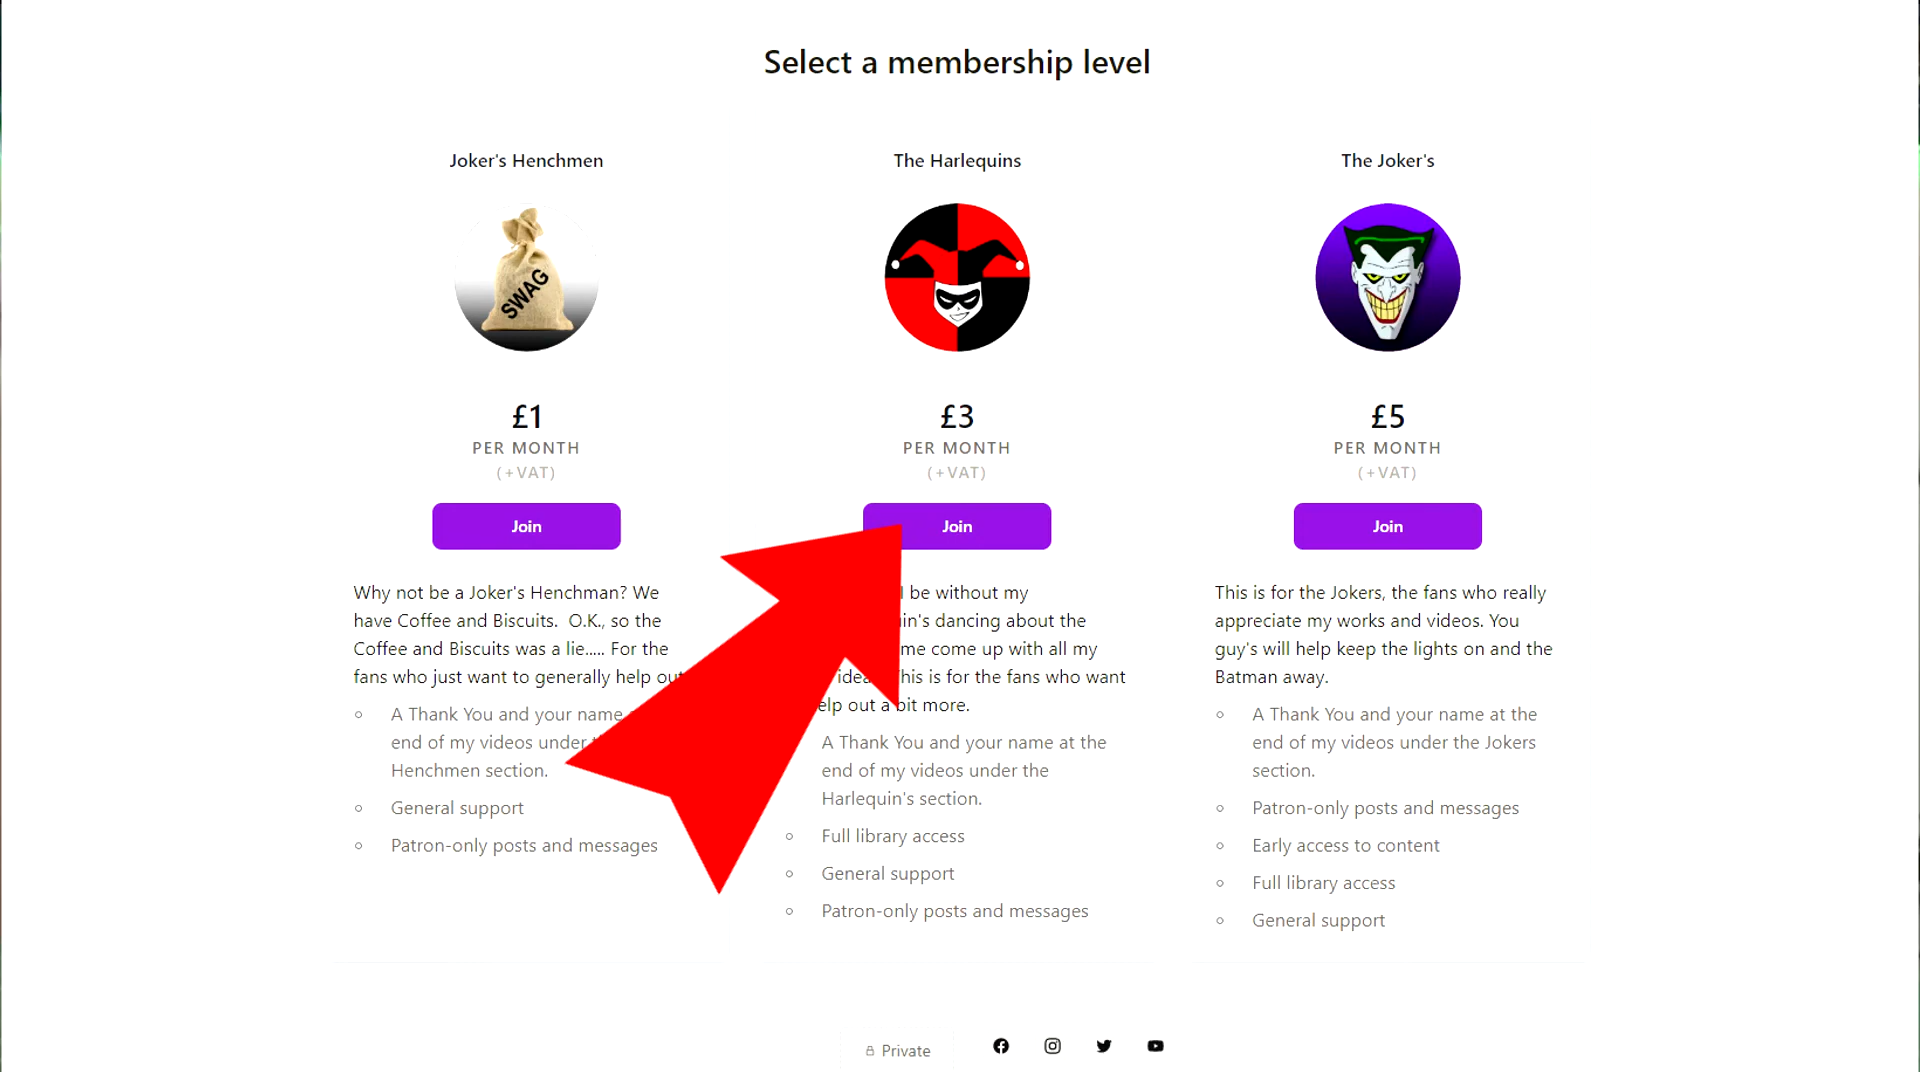 Select a membership level
Joker's Henchmen
SWAG
£1
PER MONTH
(+VAT)
Join
Why not be a Joker's Henchman? We
have Coffee and Biscuits.  O.K., so the
Coffee and Biscuits was a lie..... For the
fans who just want to generally help out
A Thank You and your name
end of my videos under
Henchmen section.
General support
Patron-only posts and messages
The Harlequins
£3
PER MONTH
(+VAT)
Join
be without my
dancing about the
me come up with all my
is for the fans who want
out a bit more.
A Thank You and your name at the
end of my videos under the
Harlequin's section.
Full library access
General support
Patron-only posts and messages
The Joker's
£5
PER MONTH
(+VAT)
Join
This is for the Jokers, the fans who really
appreciate my works and videos. You
guy's will help keep the lights on and the
Batman away.
A Thank You and your name at the
end of my videos under the Jokers
section.
Patron-only posts and messages
Early access to content
Full library access
General support
Private